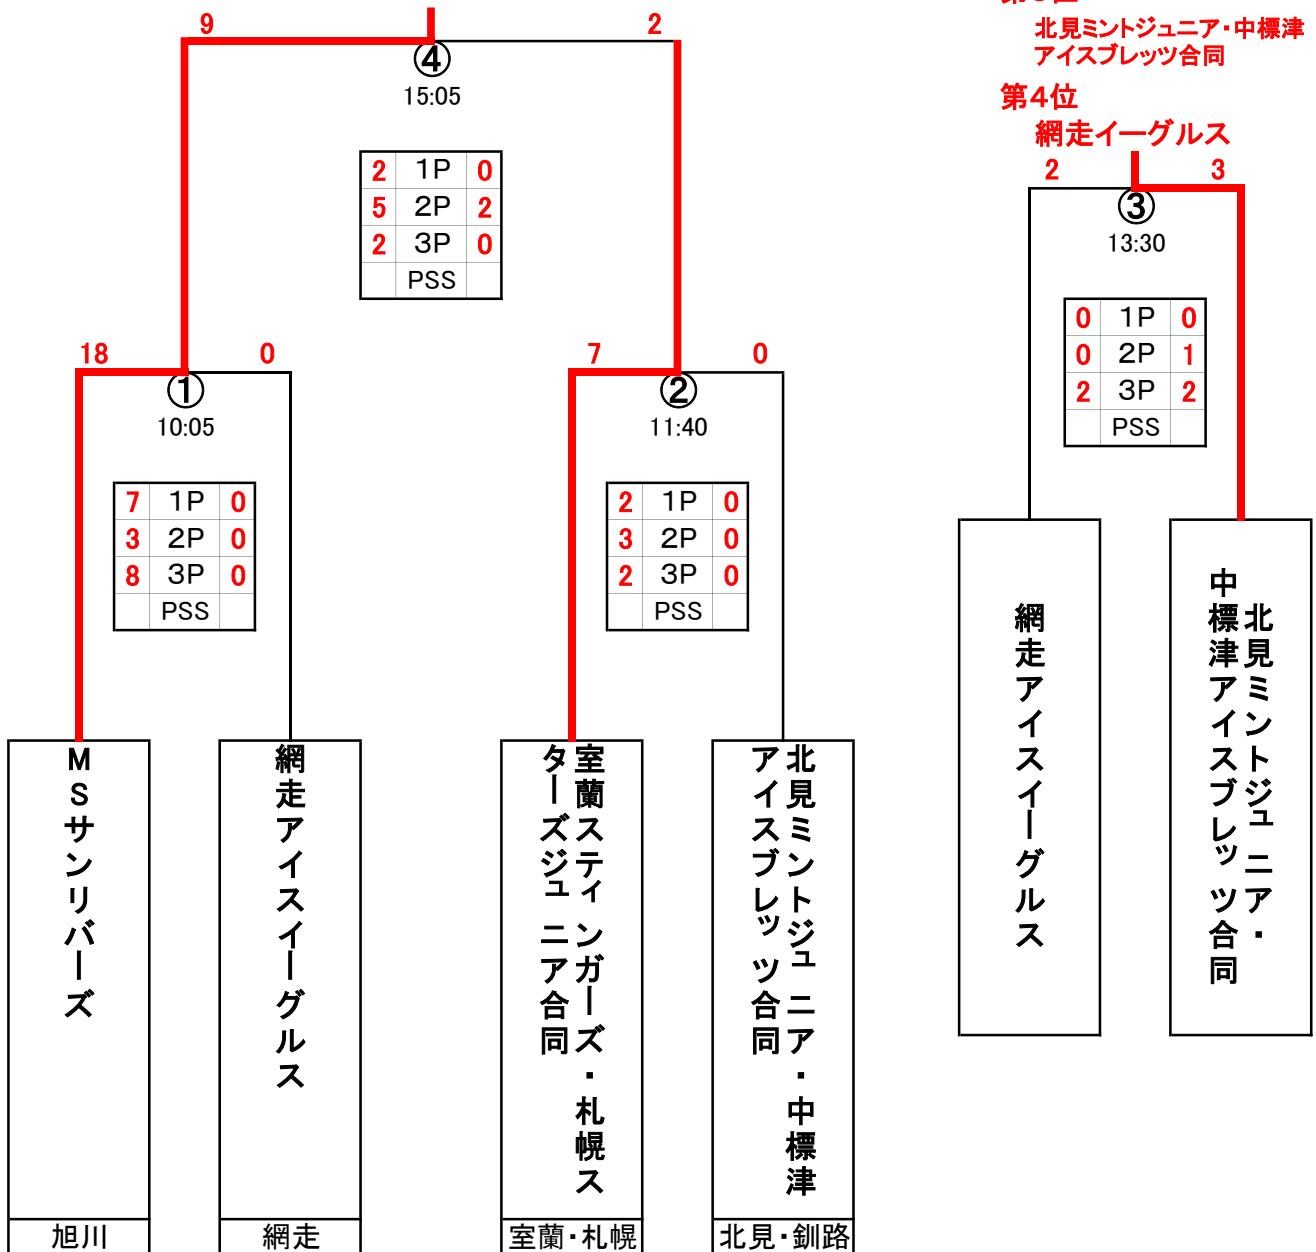 9
2
④
15:05
2 1P 0
5 2P 2
2 3P 0
PSS
北見ミントジュニア・中標津
アイスブレッツ合同
第4位
網走イーグルス
2
3
③
13:30
0 1P 0
0 2P 1
2 3P 2
PSS
18
0
①
10:05
7 1P 0
3 2P 0
8 3P 0
PSS
7
0
②
11:40
2 1P 0
3 2P 0
2 3P 0
PSS
網走アイスイーグルス
北見ミントジュニア・
中標津アイスブレッツ合同
MSサンリバーズ
網走アイスイーグルス
室蘭スティンガーズ・札幌ス
ターズジュニア合同
北見ミントジュニア・中標津
アイスブレッツ合同
旭川
網走
室蘭・札幌
北見・釧路